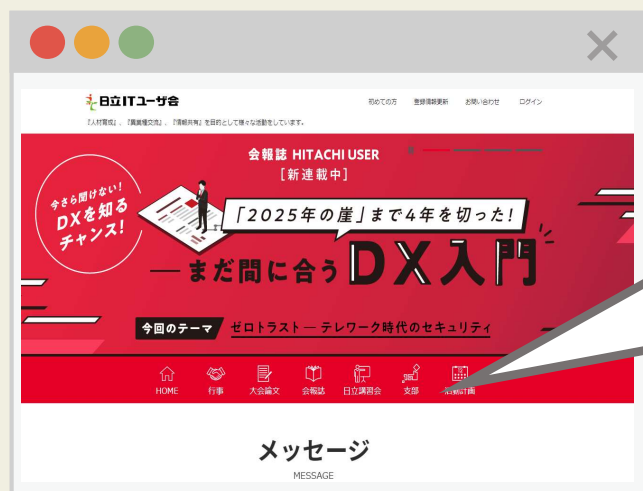 日立ITユーザ会
初めての方 登録情報更新 お問い合わせ ログイン
『人材育成』、『異業種交流』、『情報共有』を目的として様々な活動をしています。
会報誌 HITACHI USER
[新連載中]
今さら聞けない!
DXを知る
チャンス!
「2025年の崖」まで4年を切った!
―まだ間に合うDX入門
今回のテーマ ゼロトラスト ― テレワーク時代のセキュリティ
HOME 行事 大会論文 会報誌 日立講習会 支部 活動計画
メッセージ
MESSAGE